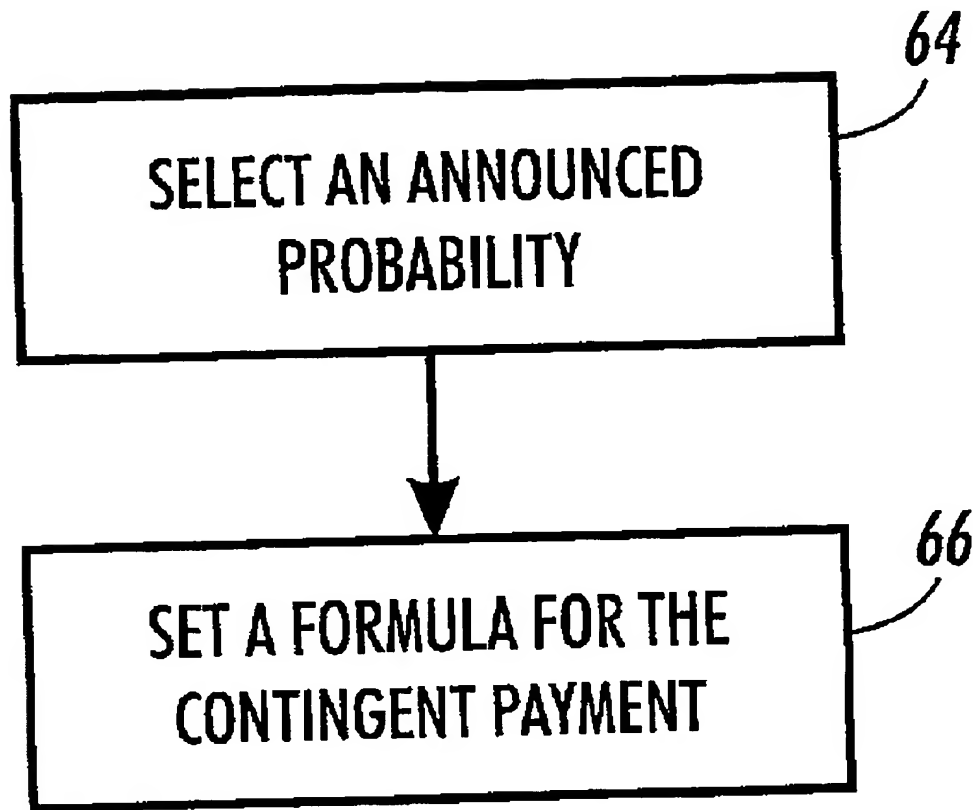 64
SELECT AN ANNOUNCED
PROBABILITY
66
SET A FORMULA FOR THE
CONTINGENT PAYMENT